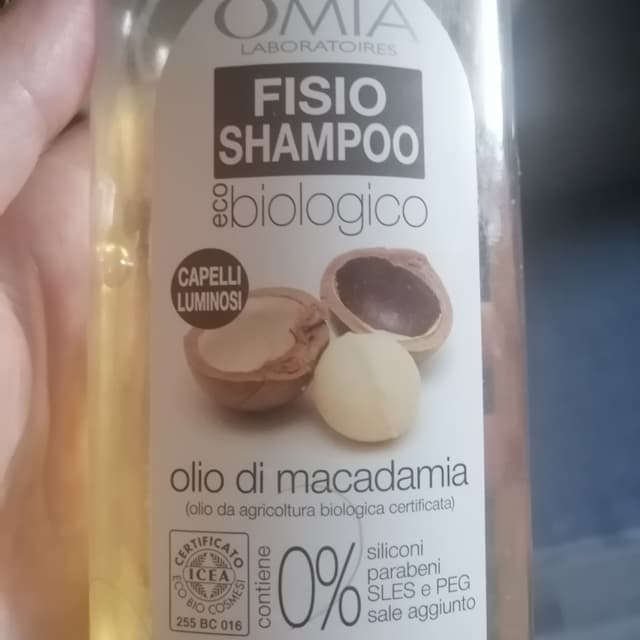 OMIA
LABORATOIRES
FISIO
SHAMPOO
eco biologico
CAPELLI
LUMINOSI
olio di macadamia
(olio da agricoltura biologica certificata)
CERTIFICATO
ICEA
ECO BIO COSMESI
255 BC 016
contiene
0%
siliconi
parabeni
SLES e PEG
sale aggiunto